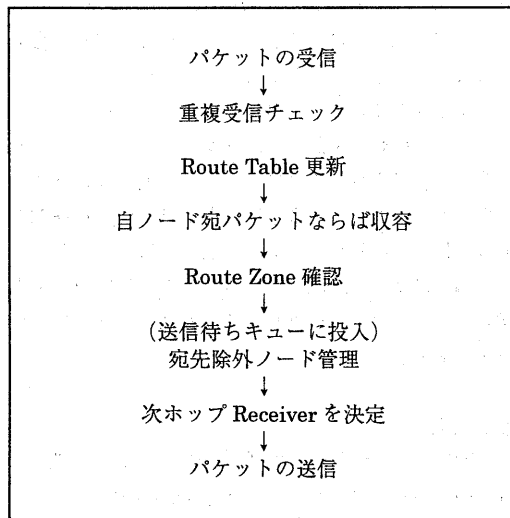 パケットの受信
↓
重複受信チェック
Route Table 更新
↓
自ノード宛パケットならば収容
↓
Route Zone 確認
↓
(送信待ちキューに投入)
宛先除外ノード管理
↓
次ホップ Receiver を決定
↓
パケットの送信